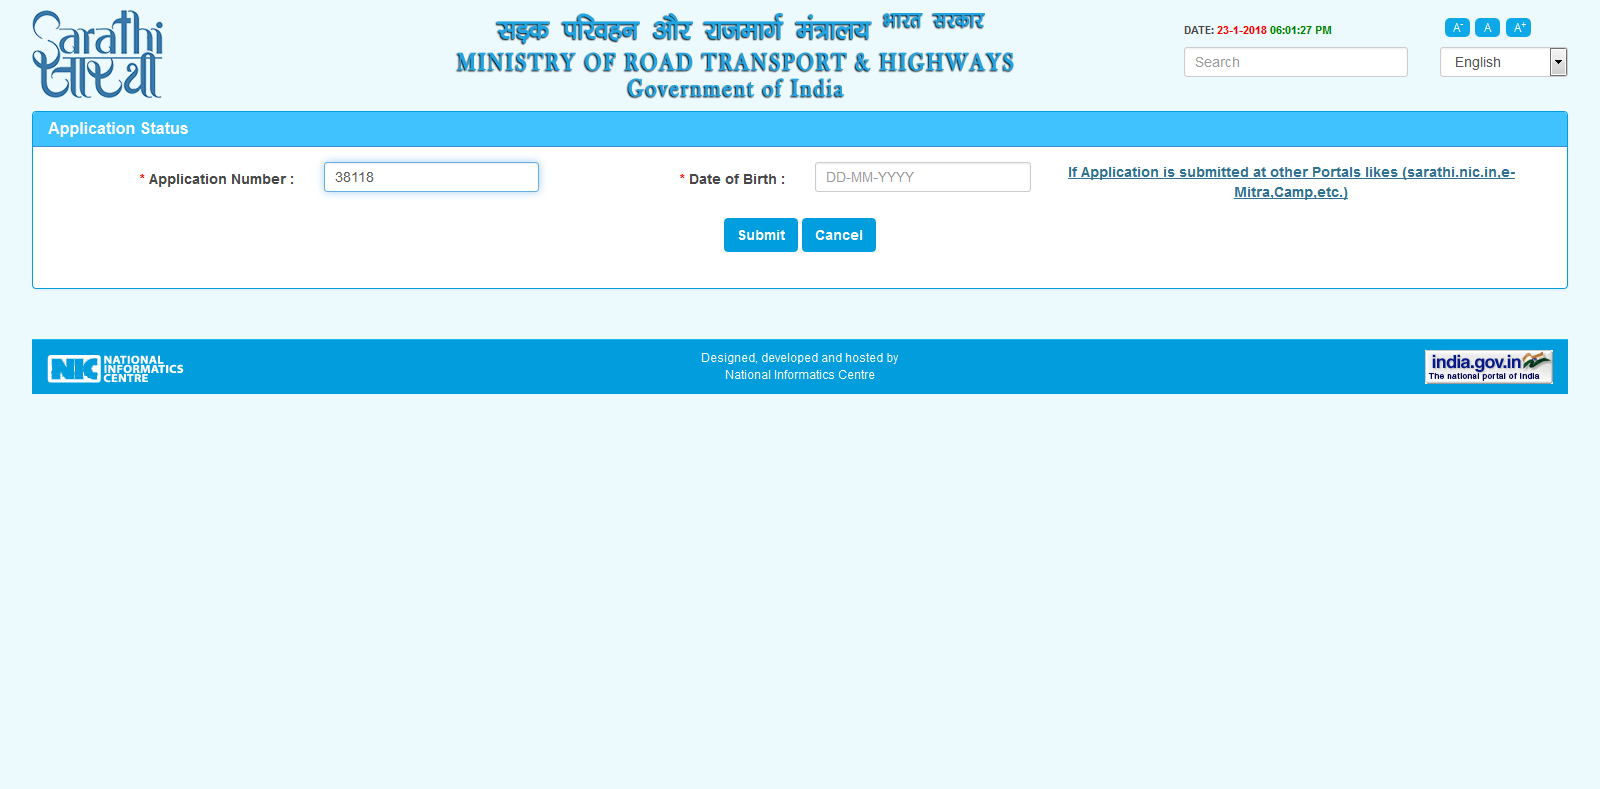 Sarathi
सारथी
सड़क परिवहन और राजमार्ग मंत्रालय भारत सरकार
MINISTRY OF ROAD TRANSPORT & HIGHWAYS
Government of India
DATE: 23-1-2018 06:01:27 PM
A- A A+
Search
English
Application Status
* Application Number :
38118
* Date of Birth :
DD-MM-YYYY
If Application is submitted at other Portals likes (sarathi.nic.in,e-
Mitra,Camp,etc.)
Submit Cancel
NIC
NATIONAL
INFORMATICS
CENTRE
Designed, developed and hosted by
National Informatics Centre
india.gov.in
The national portal of India